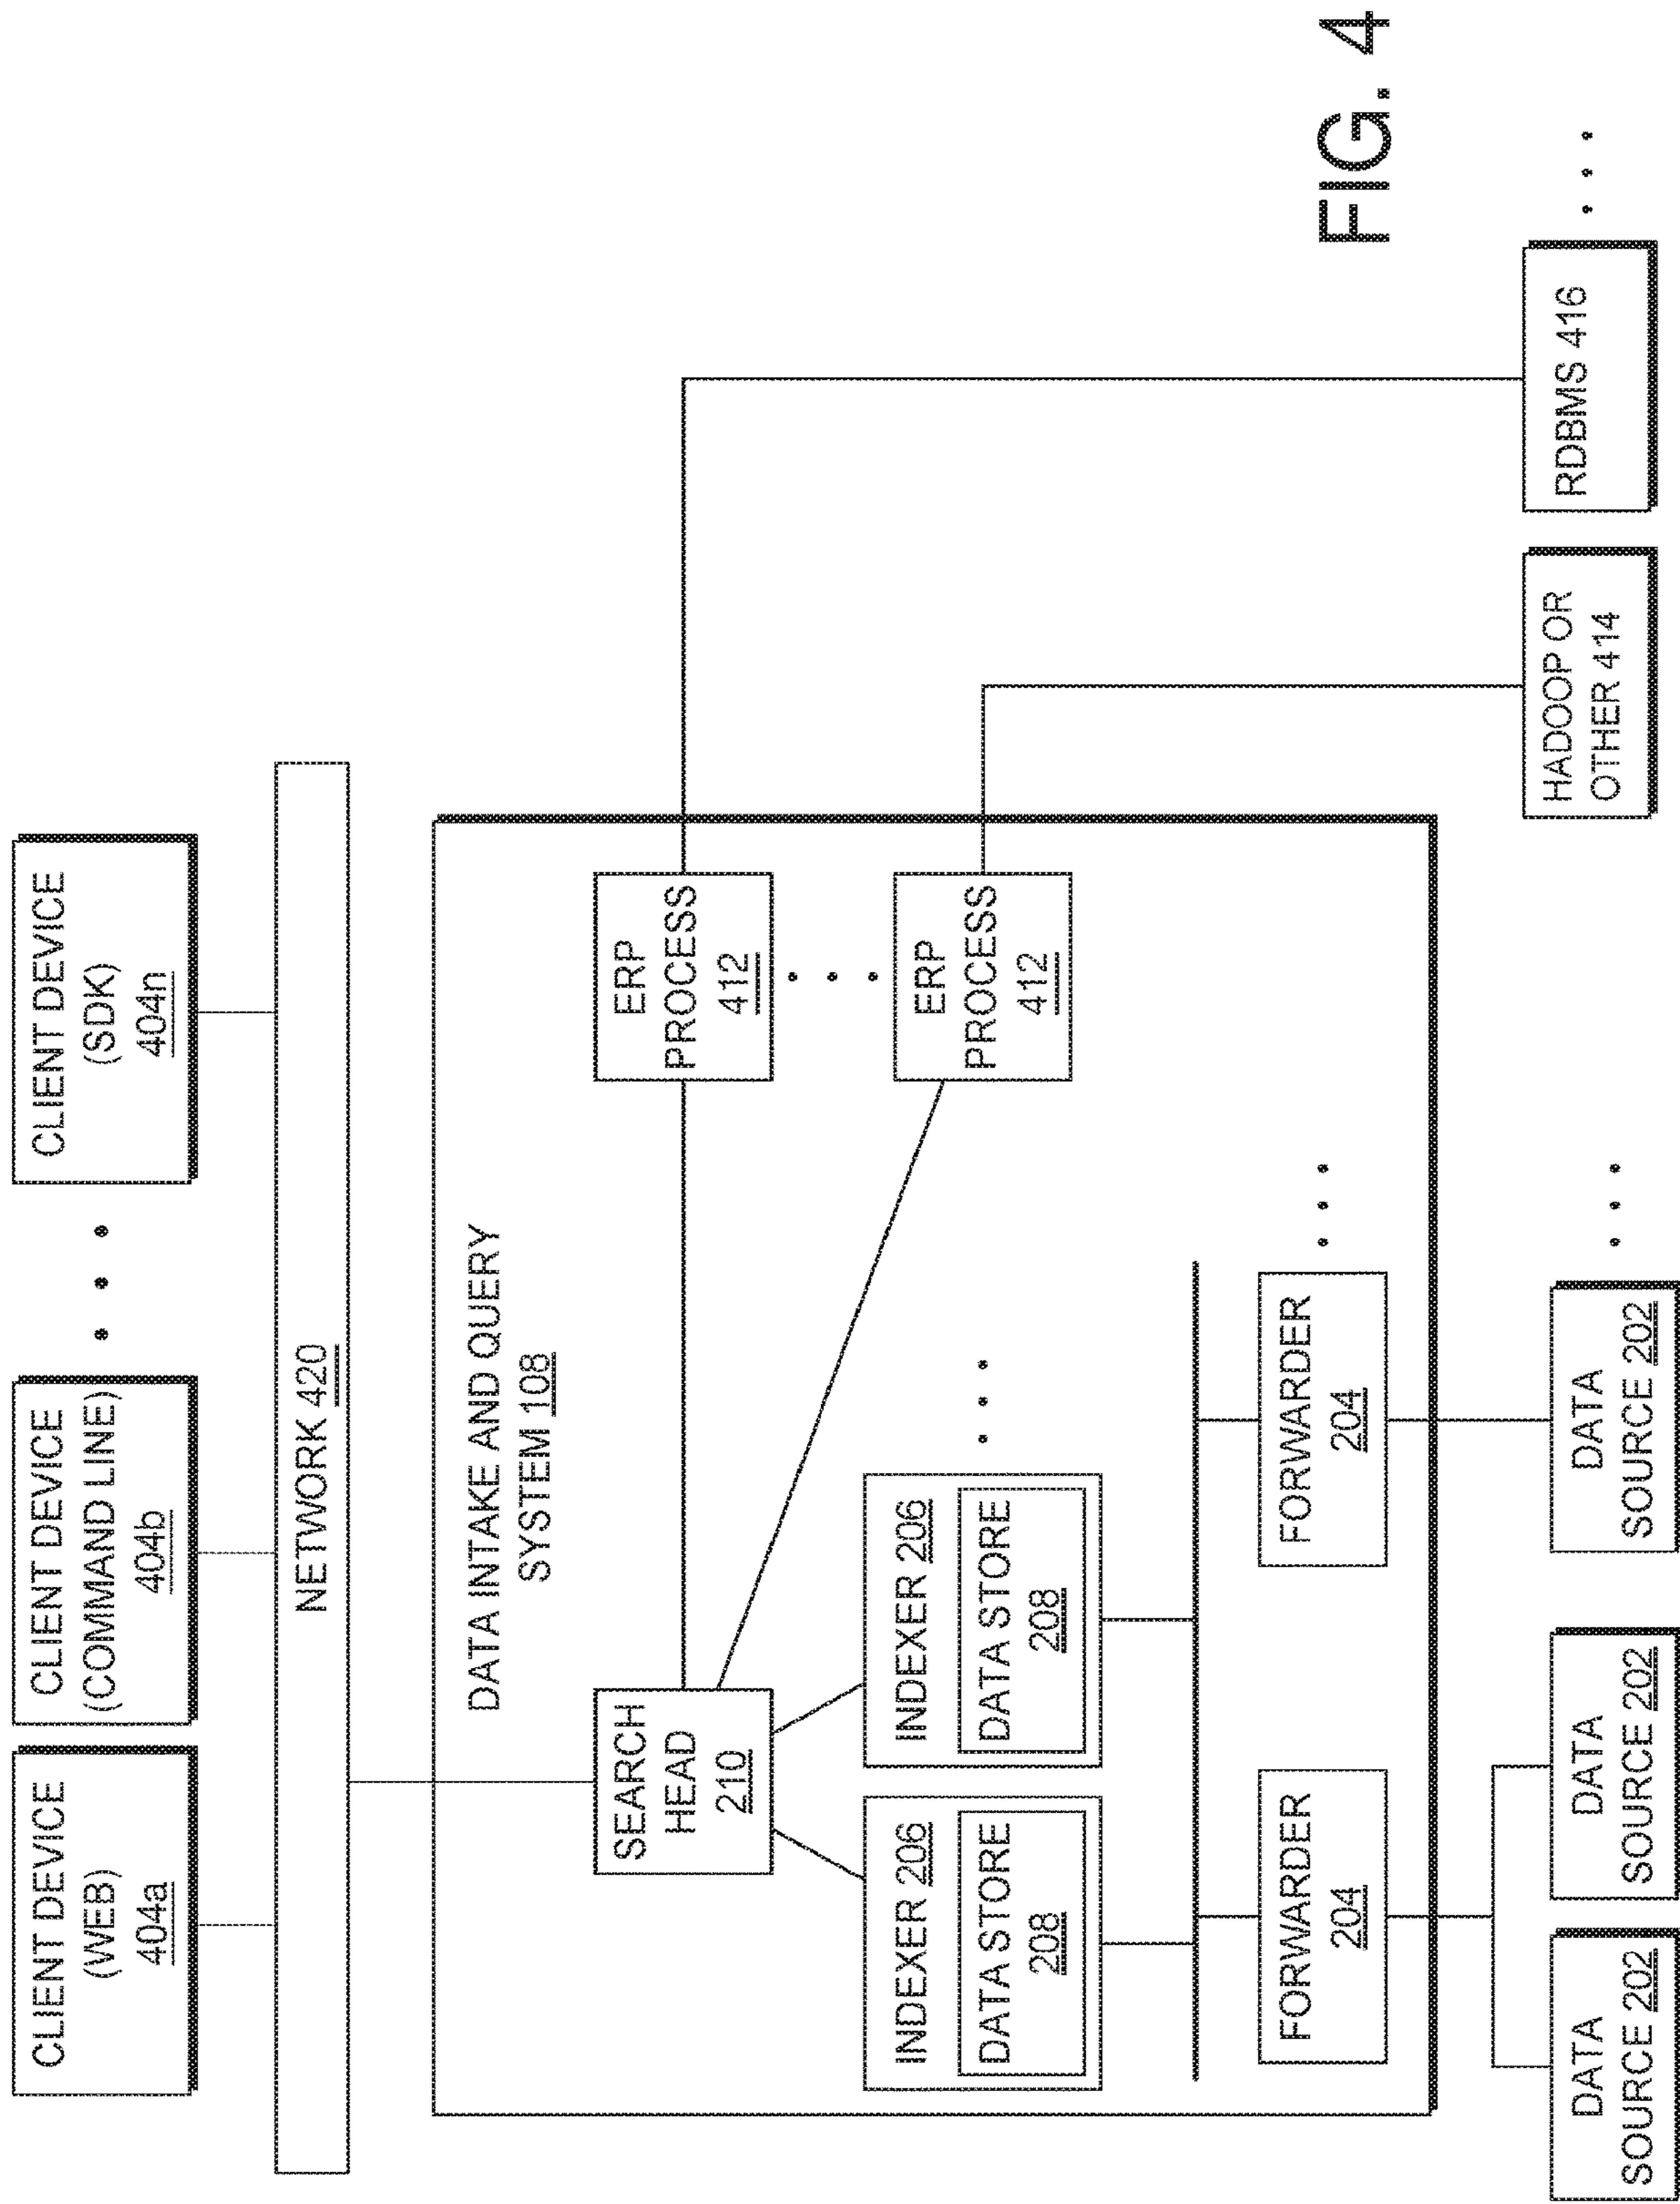 CLIENT DEVICE
(WEB)
404a
CLIENT DEVICE
(COMMAND LINE)
404b
CLIENT DEVICE
(SDK)
404n
NETWORK 420
DATA INTAKE AND QUERY
SYSTEM 108
SEARCH
HEAD
210
ERP
PROCESS
412
ERP
PROCESS
412
INDEXER 206
DATA STORE
208
INDEXER 206
DATA STORE
208
FORWARDER
204
FORWARDER
204
DATA
SOURCE 202
DATA
SOURCE 202
DATA
SOURCE 202
HADOOP OR
OTHER 414
RDBMS 416
FIG. 4